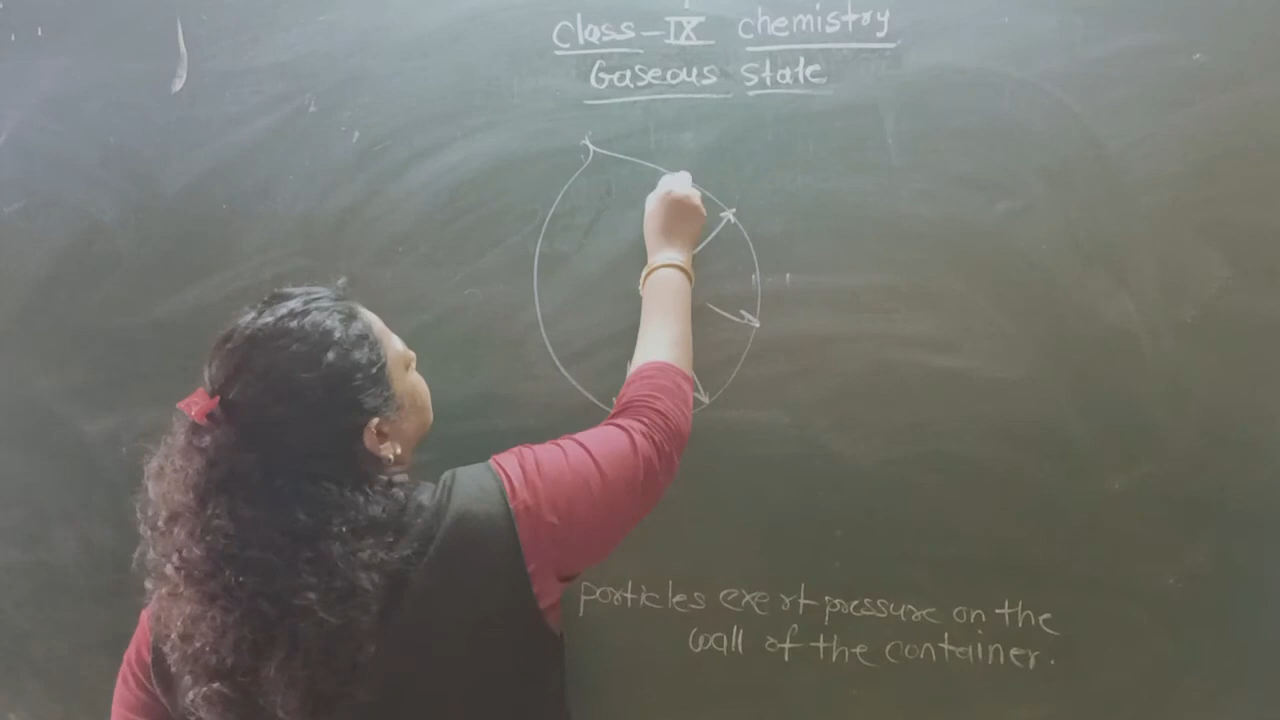 Class-IX chemistry
Gaseous state
particles exert pressure on the
wall of the container.